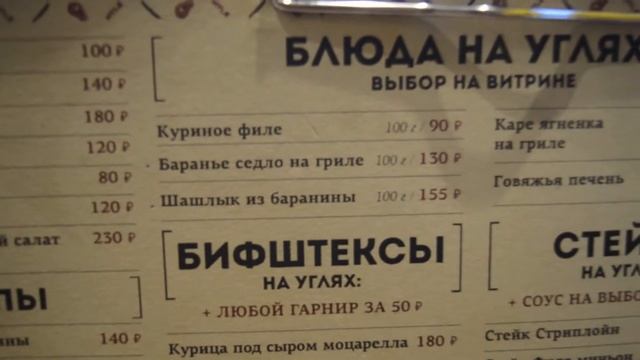 100 ₽
140 ₽
180 ₽
120 ₽
80 ₽
120 ₽
салат 230 ₽
140 ₽
БЛЮДА НА УГЛЯХ
ВЫБОР НА ВИТРИНЕ
Куриное филе 100 г / 90 ₽
Баранье седло на гриле 100 г / 130 ₽
Шашлык из баранины 100 г / 155 ₽
Каре ягненка
на гриле
Говяжья печень
БИФШТЕКСЫ
НА УГЛЯХ:
+ ЛЮБОЙ ГАРНИР ЗА 50 ₽
Курица под сыром моцарелла 180 ₽
СТЕЙ
НА УГЛ
+ СОУС НА ВЫБО
Стейк Стриплойн